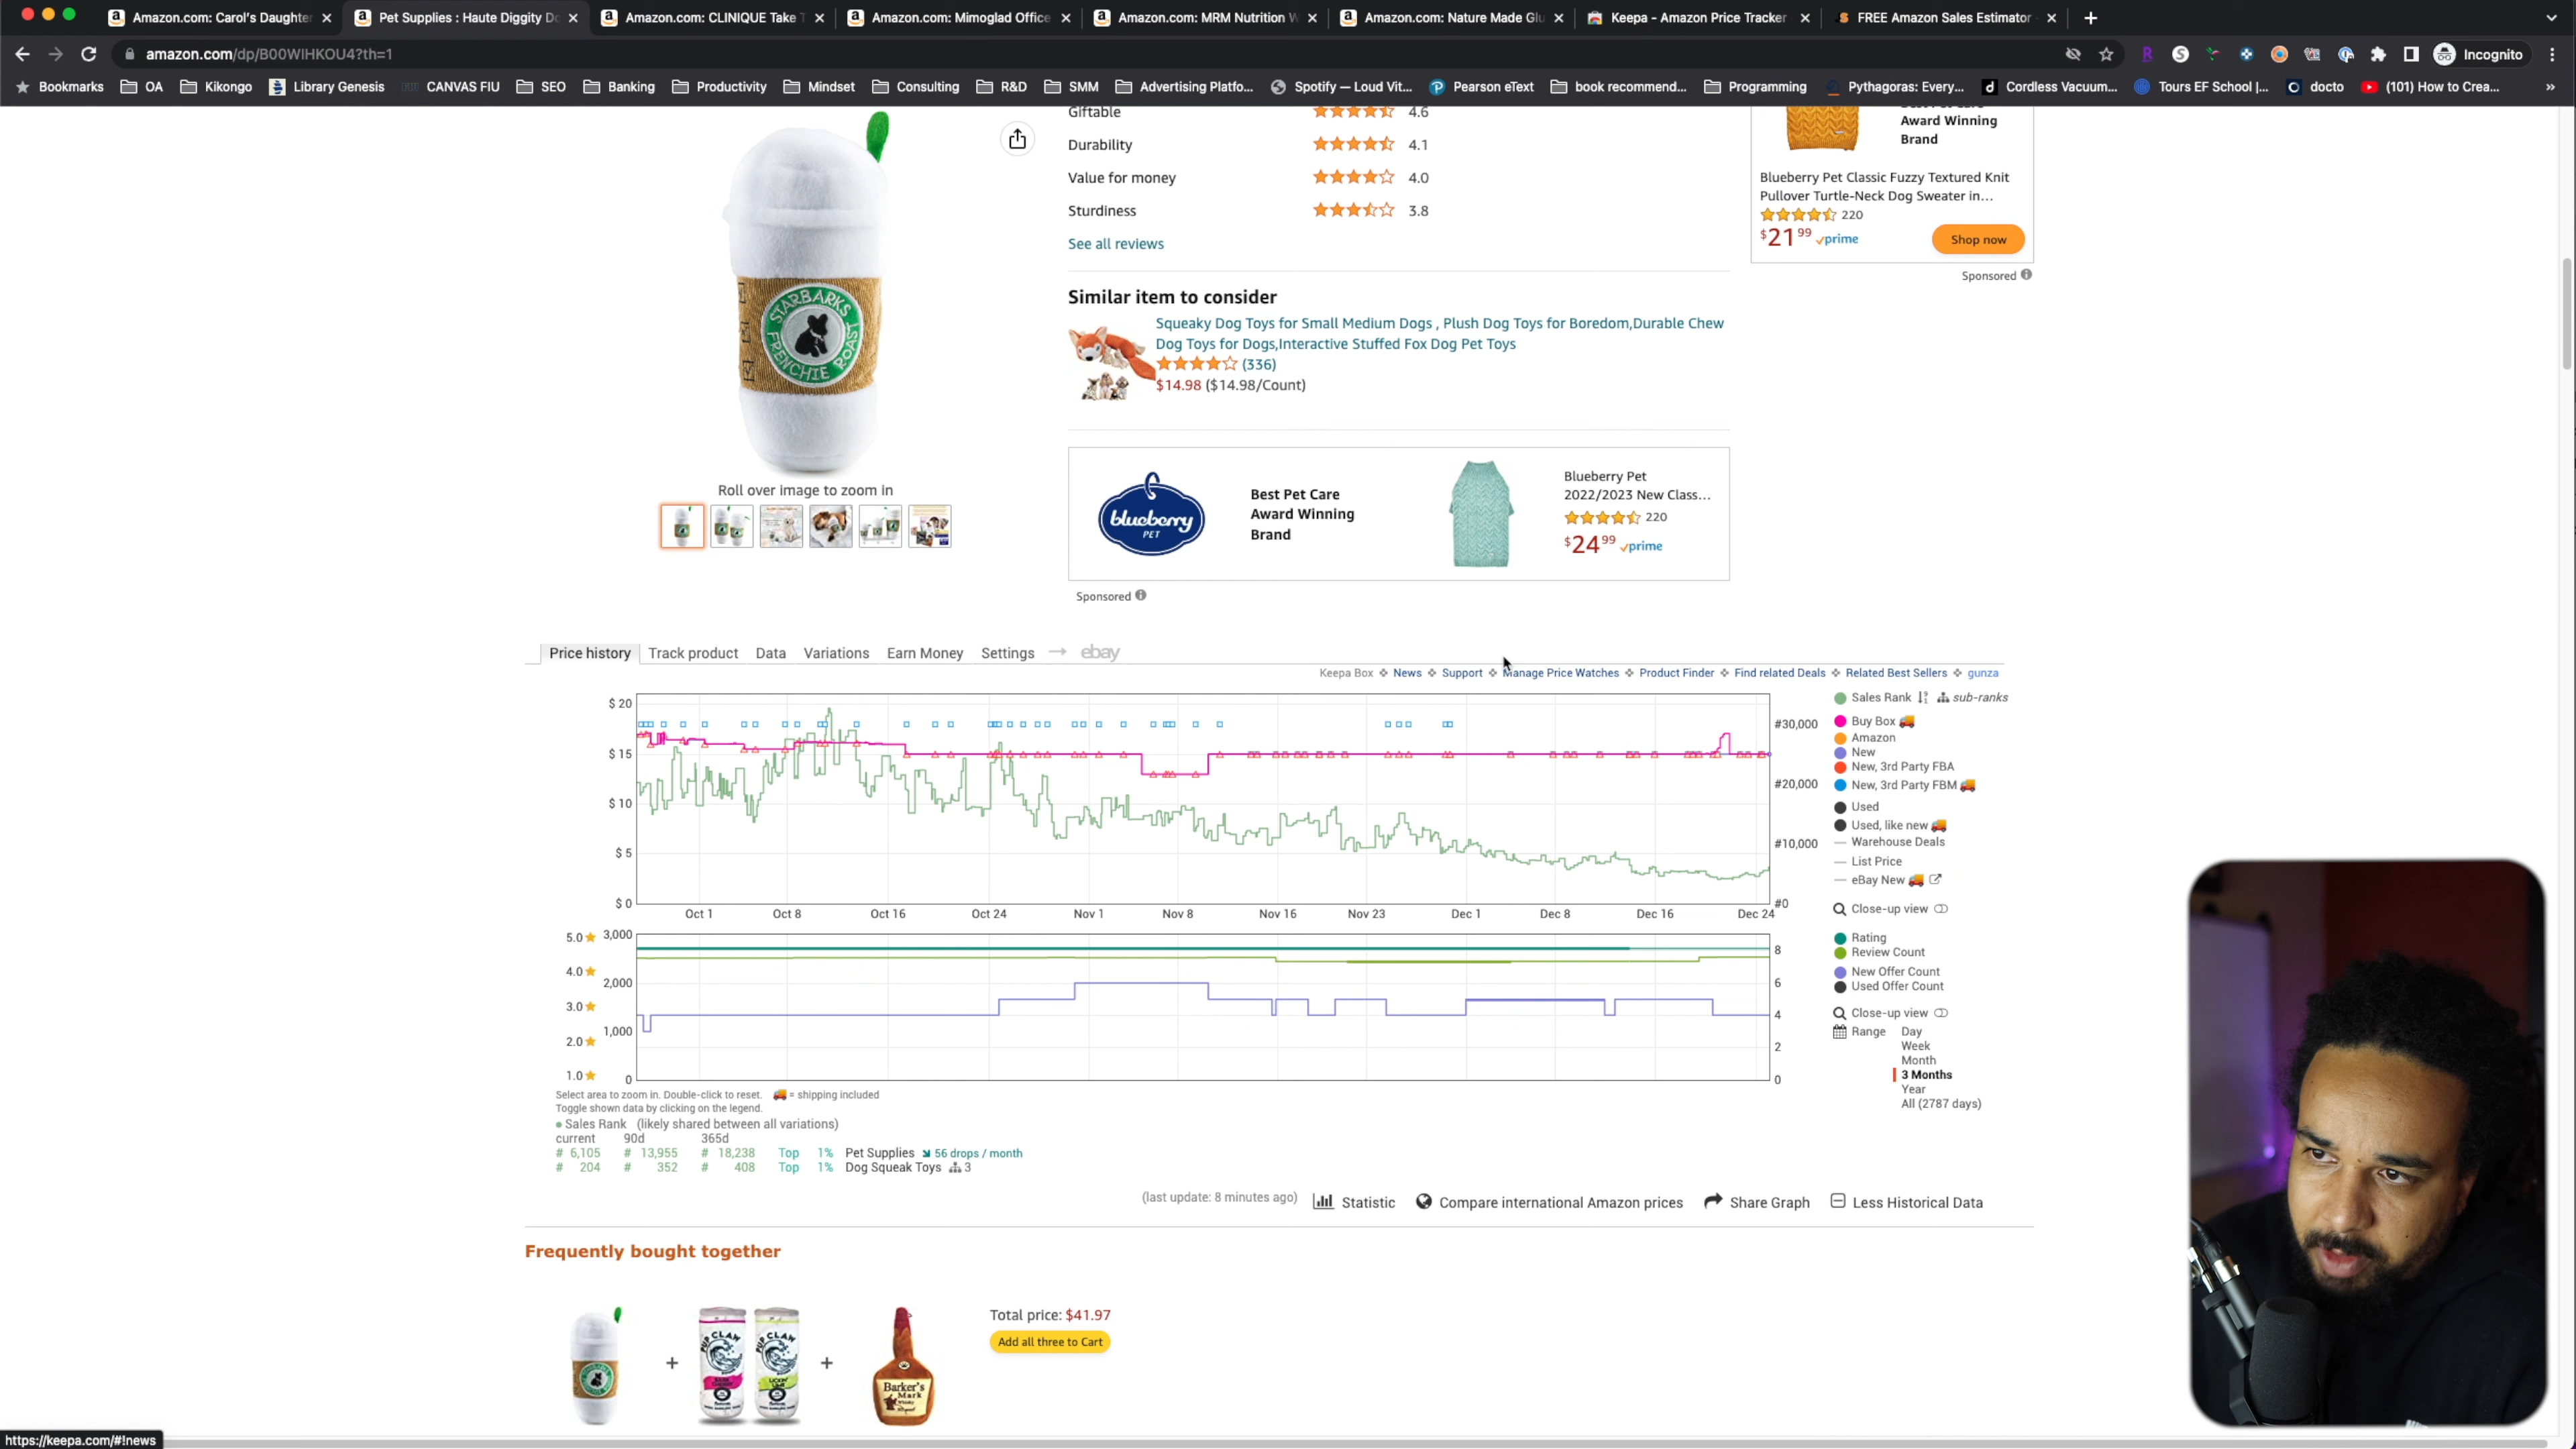 Amazon.com: Carol's Daughter
Pet Supplies : Haute Diggity Do
Amazon.com: CLINIQUE Take T
Amazon.com: Mimoglad Office
Amazon.com: MRM Nutrition W
Amazon.com: Nature Made Glu
Keepa - Amazon Price Tracker
FREE Amazon Sales Estimator
amazon.com/dp/B00WIHKOU4?th=1
Incognito
Bookmarks OA Kikongo Library Genesis CANVAS FIU SEO Banking Productivity Mindset Consulting R&D SMM Advertising Platfo... Spotify — Loud Vit... Pearson eText book recommend... Programming Pythagoras: Every... Cordless Vacuum... Tours EF School |... docto (101) How to Crea... »
Giftable 4.6
Durability 4.1
Value for money 4.0
Sturdiness 3.8
See all reviews
STARBARKS
FRENCHIE ROAST
Roll over image to zoom in
Similar item to consider
Squeaky Dog Toys for Small Medium Dogs , Plush Dog Toys for Boredom,Durable Chew
Dog Toys for Dogs,Interactive Stuffed Fox Dog Pet Toys
(336)
$14.98 ($14.98/Count)
blueberry
PET
Best Pet Care
Award Winning
Brand
Blueberry Pet
2022/2023 New Class...
220
$24 99 prime
Sponsored
Award Winning
Brand
Blueberry Pet Classic Fuzzy Textured Knit
Pullover Turtle-Neck Dog Sweater in...
220
$21 99 prime
Shop now
Sponsored
Price history Track product Data Variations Earn Money Settings ebay
Keepa Box News Support Manage Price Watches Product Finder Find related Deals Related Best Sellers gunza
$ 20
$ 15
$ 10
$ 5
$ 0
#30,000
#20,000
#10,000
#0
Oct 1 Oct 8 Oct 16 Oct 24 Nov 1 Nov 8 Nov 16 Nov 23 Dec 1 Dec 8 Dec 16 Dec 24
Sales Rank sub-ranks
Buy Box
Amazon
New
New, 3rd Party FBA
New, 3rd Party FBM
Used
Used, like new
Warehouse Deals
List Price
eBay New
Close-up view
5.0 3,000
4.0
2,000
3.0
1,000
2.0
1.0 0
8
6
4
2
0
Rating
Review Count
New Offer Count
Used Offer Count
Close-up view
Range Day
Week
Month
3 Months
Year
All (2787 days)
Select area to zoom in. Double-click to reset. = shipping included
Toggle shown data by clicking on the legend.
Sales Rank (likely shared between all variations)
current 90d 365d
# 6,105 # 13,955 # 18,238 Top 1% Pet Supplies 56 drops / month
# 204 # 352 # 408 Top 1% Dog Squeak Toys 3
(last update: 8 minutes ago) Statistic Compare international Amazon prices Share Graph Less Historical Data
Frequently bought together
+
+
PUP CLAW
PUP CLAW
Barker's
Mark
Total price: $41.97
Add all three to Cart
https://keepa.com/#!news